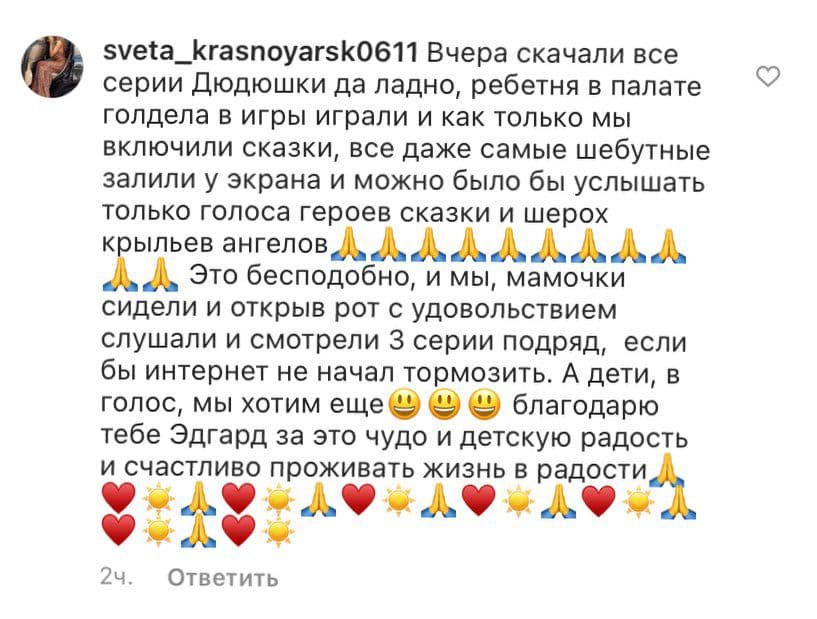 sveta_krasnoyarsk0611 Вчера скачали все
серии Дюдюшки да ладно, ребетня в палате
голдела в игры играли и как только мы
включили сказки, все даже самые шебутные
залили у экрана и можно было бы услышать
только голоса героев сказки и шерох
крыльев ангелов🙏🙏🙏🙏🙏🙏🙏🙏🙏
🙏🙏 Это бесподобно, и мы, мамочки
сидели и открыв рот с удовольствием
слушали и смотрели 3 серии подряд, если
бы интернет не начал тормозить. А дети, в
голос, мы хотим еще😃😃😃 благодарю
тебе Эдгард за это чудо и детскую радость
и счастливо проживать жизнь в радости🙏
❤️☀️🙏❤️☀️🙏❤️☀️🙏❤️☀️🙏❤️☀️🙏
❤️☀️🙏❤️☀️
2ч. Ответить